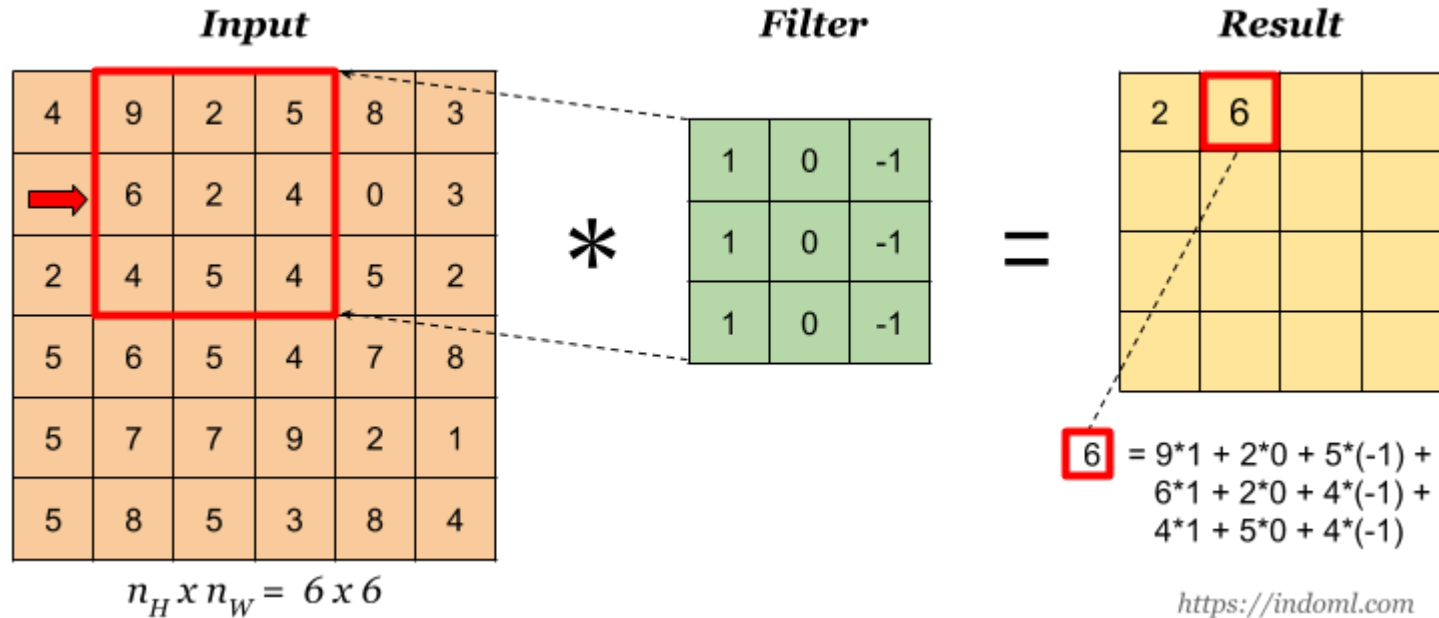 Input Filter Result
4 9 2 5 8 3
6 2 4 0 3
2 4 5 4 5 2
5 6 5 4 7 8
5 7 7 9 2 1
5 8 5 3 8 4
n_H x n_W = 6 x 6
*
1 0 -1
1 0 -1
1 0 -1
=
2 6
6 = 9*1 + 2*0 + 5*(-1) +
6*1 + 2*0 + 4*(-1) +
4*1 + 5*0 + 4*(-1)
https://indoml.com